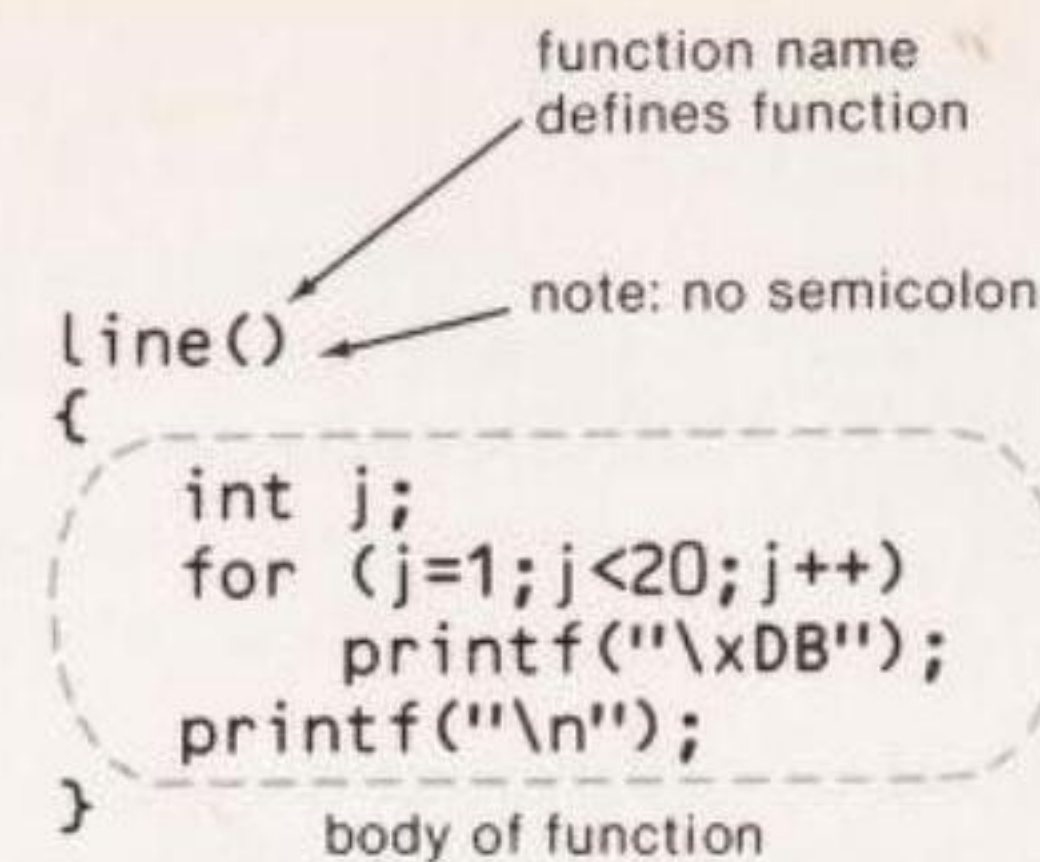 function name
defines function
note: no semicolon
line()
{
int j;
for (j=1;j<20;j++)
printf("\xDB");
printf("\n");
}
body of function